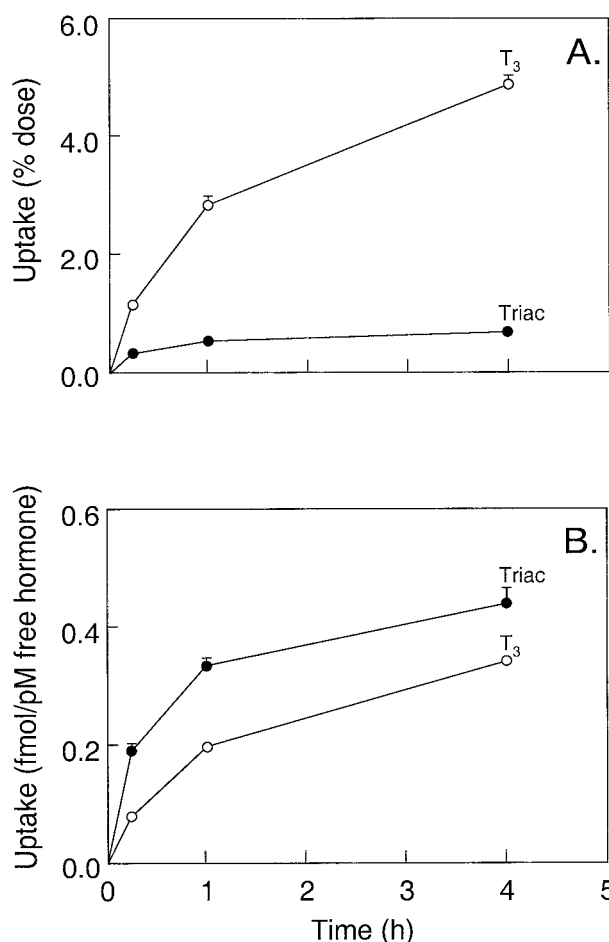 A.
Uptake (% dose)
6.0
4.0
2.0
0.0
T3
Triac
B.
Uptake (fmol/pM free hormone)
0.6
0.4
0.2
0.0
Triac
T3
0 1 2 3 4 5
Time (h)